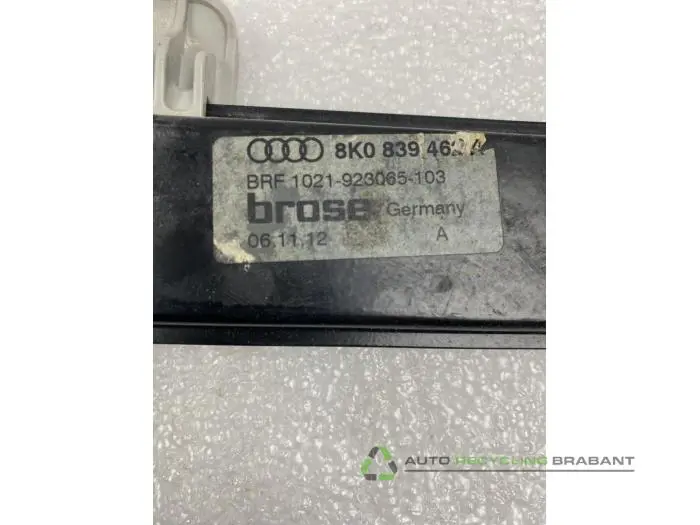 8K0 839 462 A
BRF 1021-923065-103
brose Germany
06.11.12 A
AUTO RECYCLING BRABANT